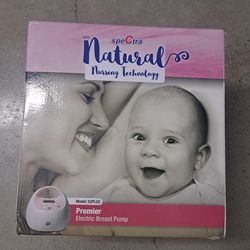 speCtra
Natural
Nursing Technology
Model: S2PLUS
Premier
Electric Breast Pump